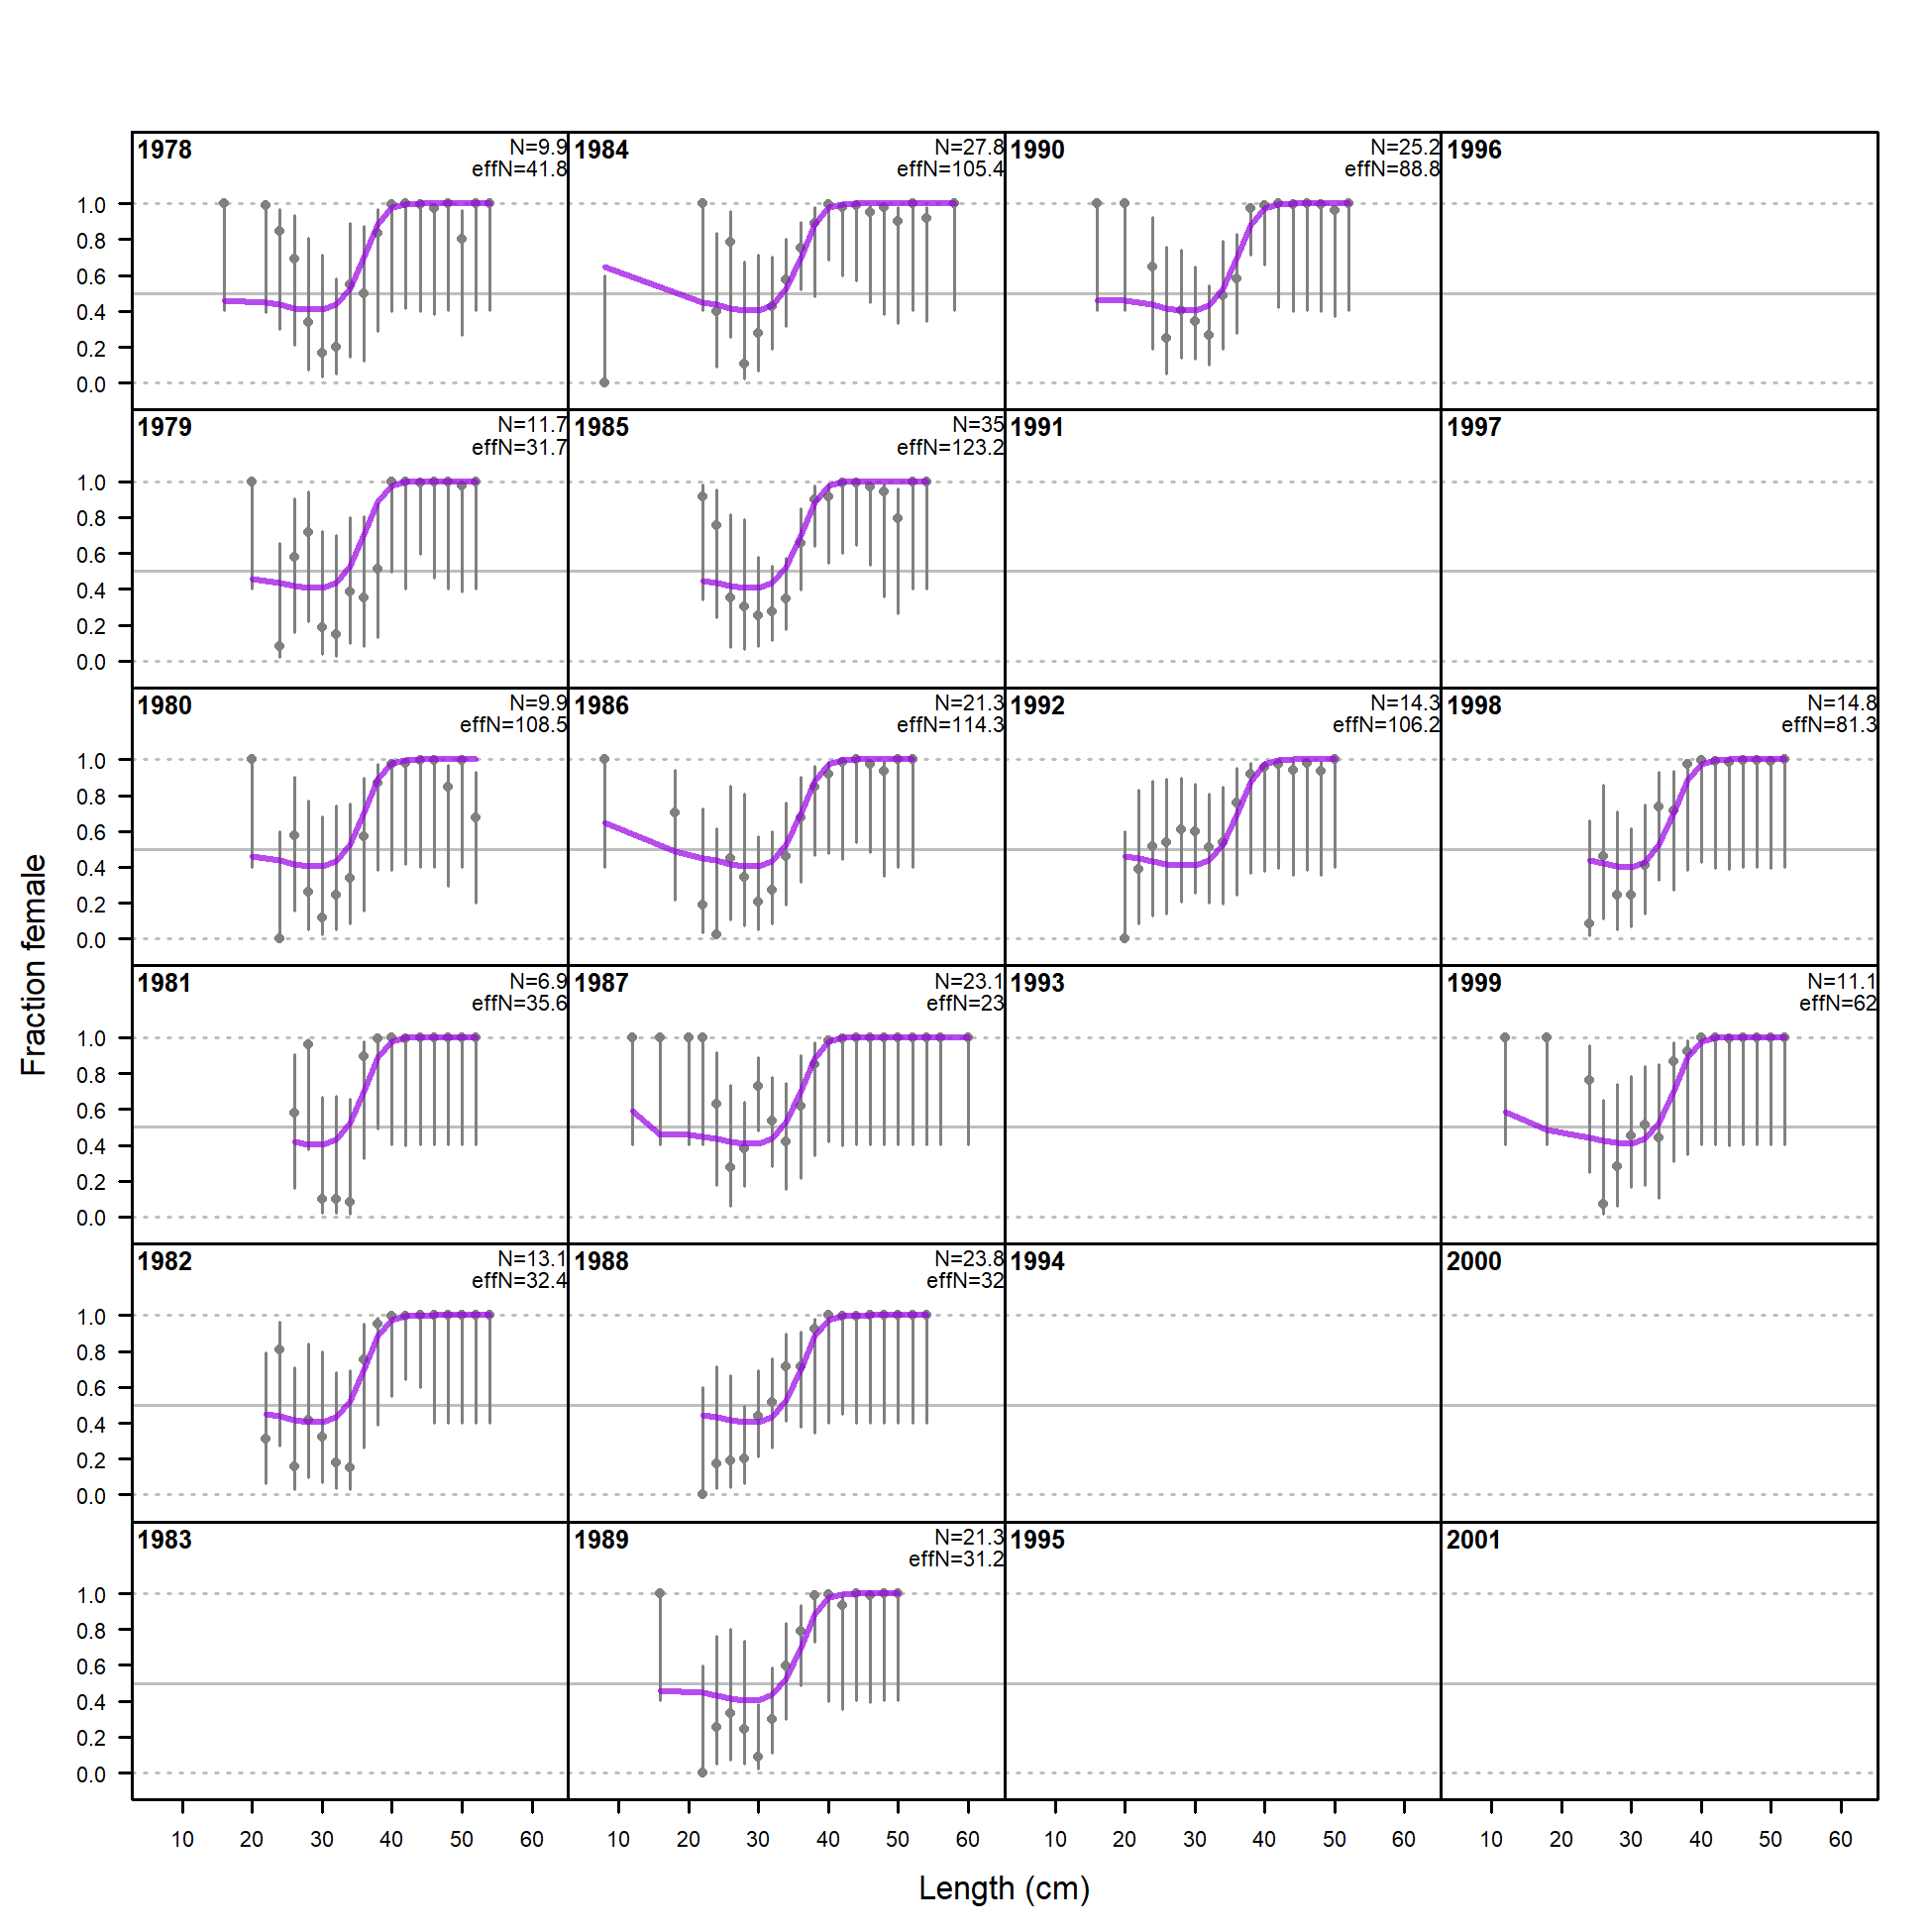 1978
N=9.9
effN=41.8
1984
N=27.8
effN=105.4
1990
N=25.2
effN=88.8
1996
1.0
0.8
0.6
0.4
0.2
0.0
1979
N=11.7
effN=31.7
1985
N=35
effN=123.2
1991
1997
1.0
0.8
0.6
0.4
0.2
0.0
1980
N=9.9
effN=108.5
1986
N=21.3
effN=114.3
1992
N=14.3
effN=106.2
1998
N=14.8
effN=81.3
1.0
0.8
0.6
0.4
0.2
0.0
1981
N=6.9
effN=35.6
1987
N=23.1
effN=23
1993
1999
N=11.1
effN=62
1.0
0.8
0.6
0.4
0.2
0.0
1982
N=13.1
effN=32.4
1988
N=23.8
effN=32
1994
2000
1.0
0.8
0.6
0.4
0.2
0.0
1983
1989
N=21.3
effN=31.2
1995
2001
1.0
0.8
0.6
0.4
0.2
0.0
10 20 30 40 50 60 10 20 30 40 50 60 10 20 30 40 50 60 10 20 30 40 50 60
Length (cm)
Fraction female